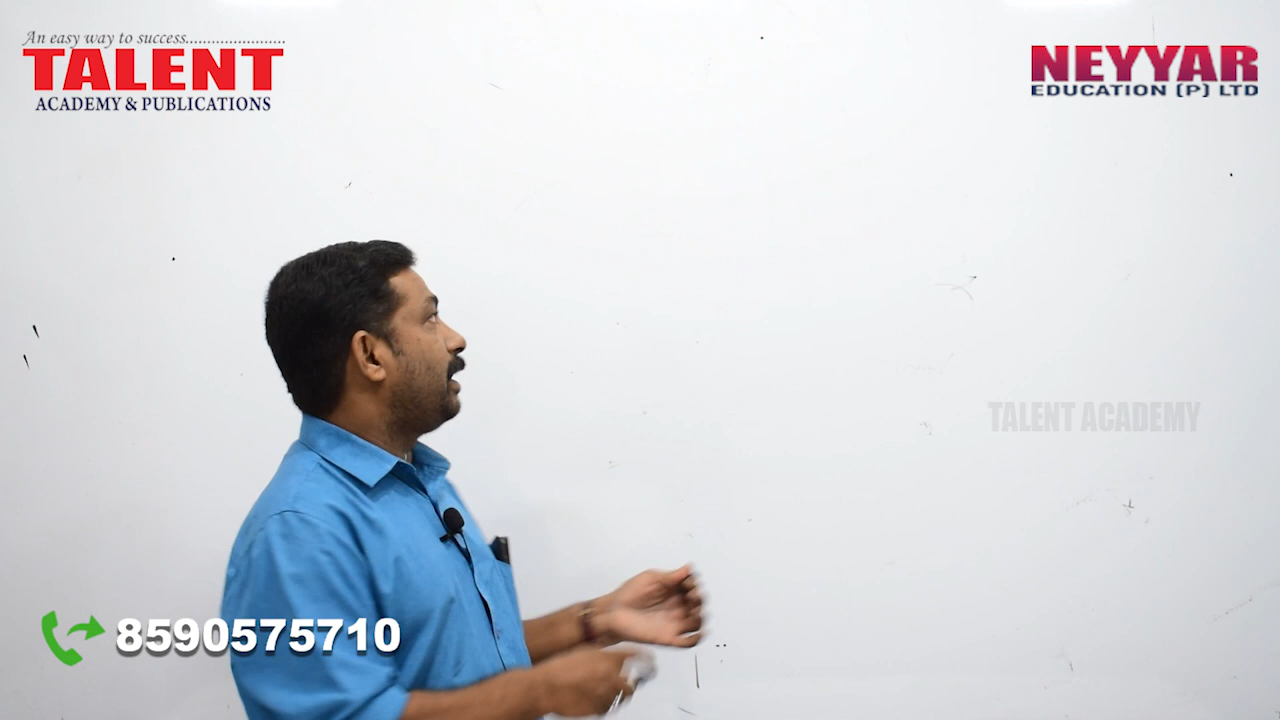 An easy way to success.......................
TALENT
ACADEMY & PUBLICATIONS
NEYYAR
EDUCATION (P) LTD
TALENT ACADEMY
8590575710